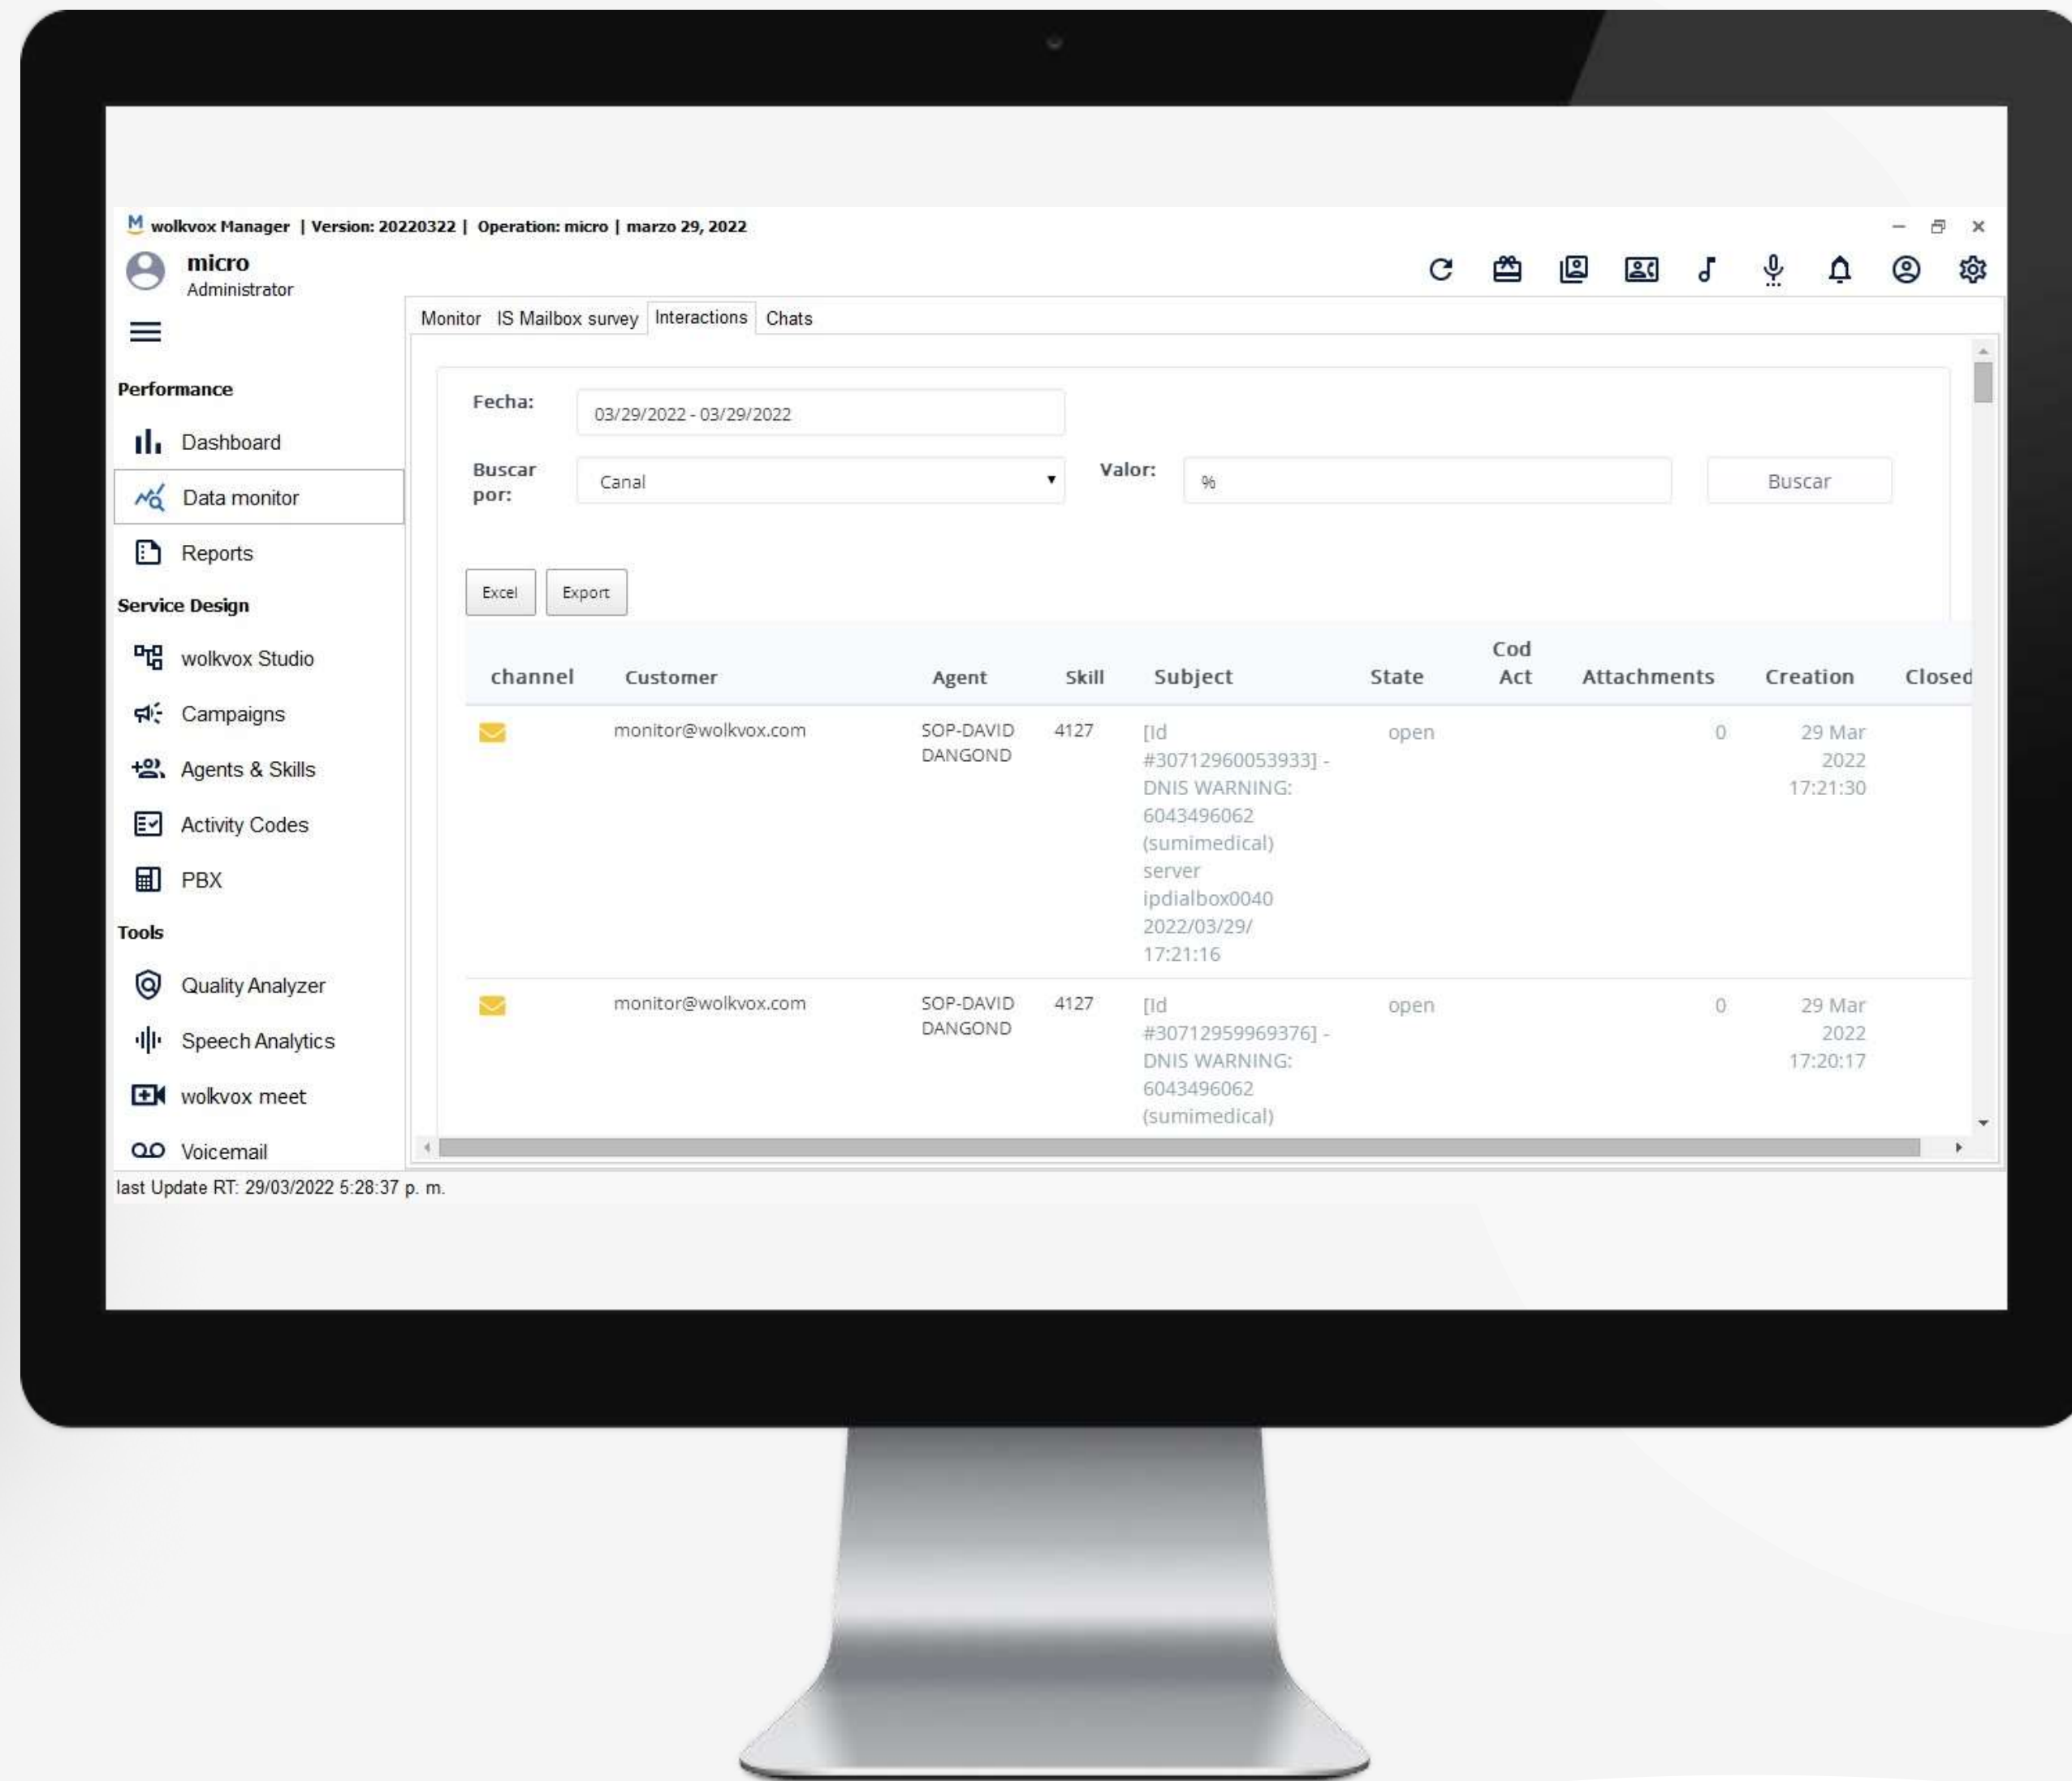 wolkvox Manager | Version: 20220322 | Operation: micro | marzo 29, 2022
micro
Administrator
Monitor IS Mailbox survey Interactions Chats
Performance
Dashboard
Data monitor
Reports
Service Design
wolkvox Studio
Campaigns
Agents & Skills
Activity Codes
PBX
Tools
Quality Analyzer
Speech Analytics
wolkvox meet
Voicemail
Fecha: 03/29/2022 - 03/29/2022
Buscar por: Canal Valor: % Buscar
Excel Export
channel Customer Agent Skill Subject State Cod Act Attachments Creation Closed
monitor@wolkvox.com
SOP-DAVID
DANGOND
4127
[Id
#30712960053933] -
DNIS WARNING:
6043496062
(sumimedical)
server
ipdialbox0040
2022/03/29/
17:21:16
open
0
29 Mar
2022
17:21:30
monitor@wolkvox.com
SOP-DAVID
DANGOND
4127
[Id
#30712959969376] -
DNIS WARNING:
6043496062
(sumimedical)
open
0
29 Mar
2022
17:20:17
last Update RT: 29/03/2022 5:28:37 p. m.